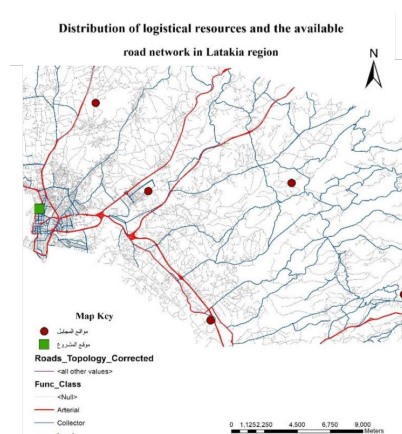 Distribution of logistical resources and the available
road network in Latakia region
N
Map Key
مواقع المجابيل
موقع المشروع
Roads_Topology_Corrected
<all other values>
Func_Class
<Null>
Arterial
Collector
0 1,1252,250 4,500 6,750 9,000
Meters